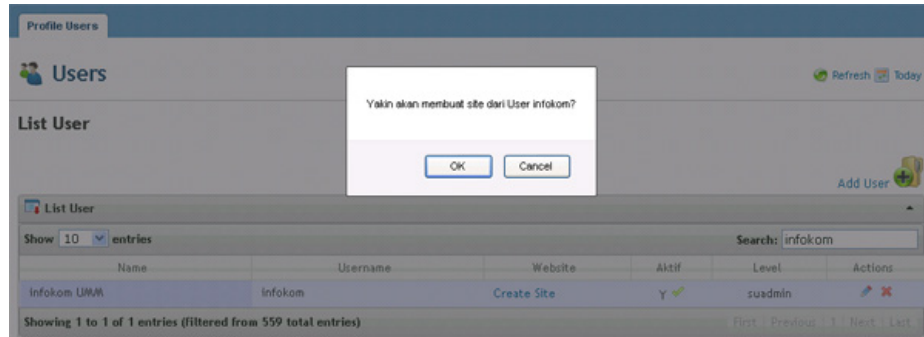 Profile Users
Users
Refresh Today
Yakin akan membuat site dari User infokom?
OK Cancel
List User
Add User
List User
Show 10 entries Search: infokom
Name Username Website Aktif Level Actions
infokom UMM infokom Create Site Y suadmin
Showing 1 to 1 of 1 entries (filtered from 559 total entries) First Previous 1 Next Last